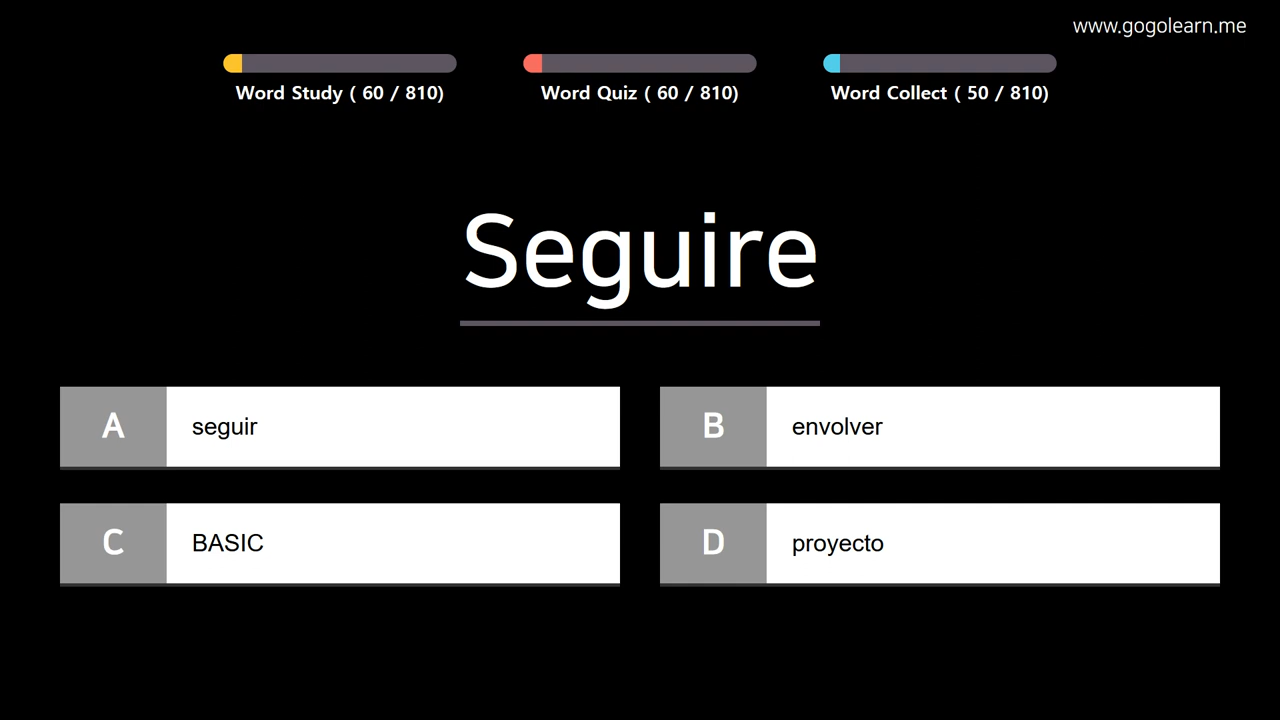 www.gogolearn.me
Word Study ( 60 / 810)
Word Quiz ( 60 / 810)
Word Collect ( 50 / 810)
Seguire
A
seguir
B
envolver
C
BASIC
D
proyecto